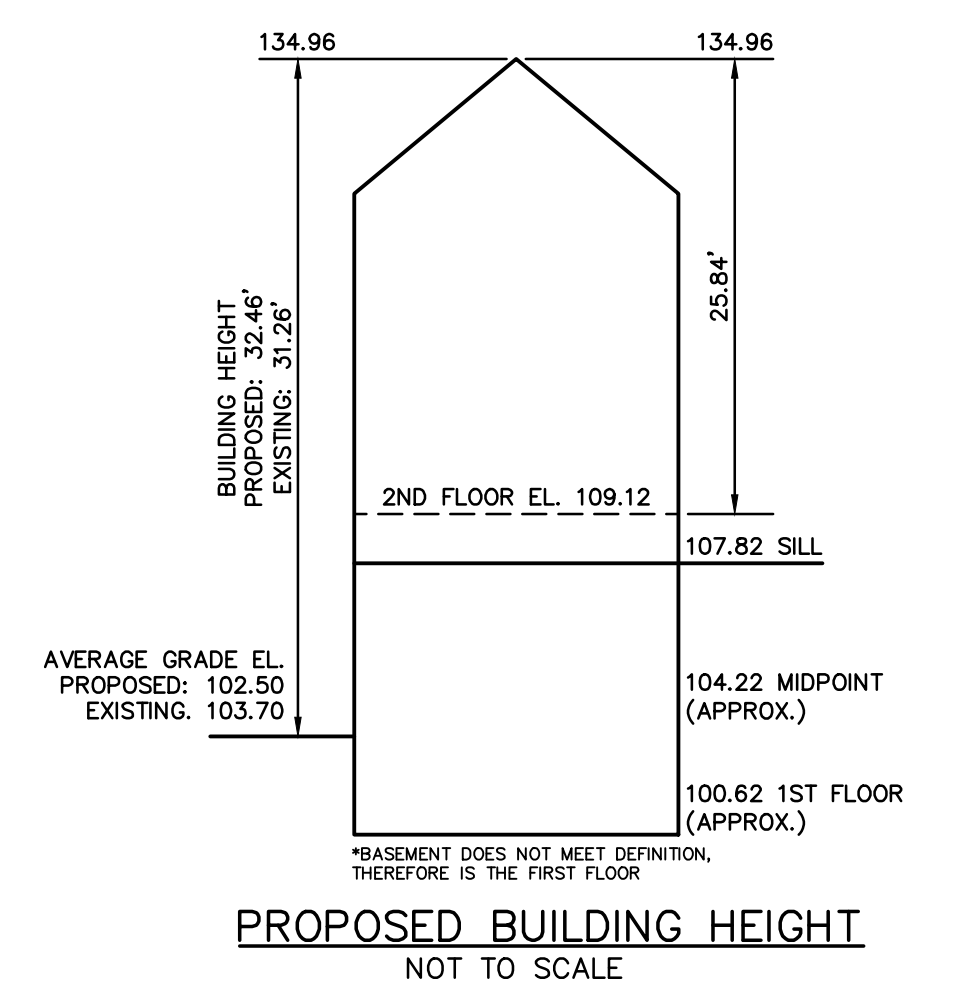 134.96
134.96
BUILDING HEIGHT
PROPOSED: 32.46'
EXISTING: 31.26'
25.84'
2ND FLOOR EL. 109.12
107.82 SILL
AVERAGE GRADE EL.
PROPOSED: 102.50
EXISTING. 103.70
104.22 MIDPOINT
(APPROX.)
100.62 1ST FLOOR
(APPROX.)
*BASEMENT DOES NOT MEET DEFINITION,
THEREFORE IS THE FIRST FLOOR
PROPOSED BUILDING HEIGHT
NOT TO SCALE